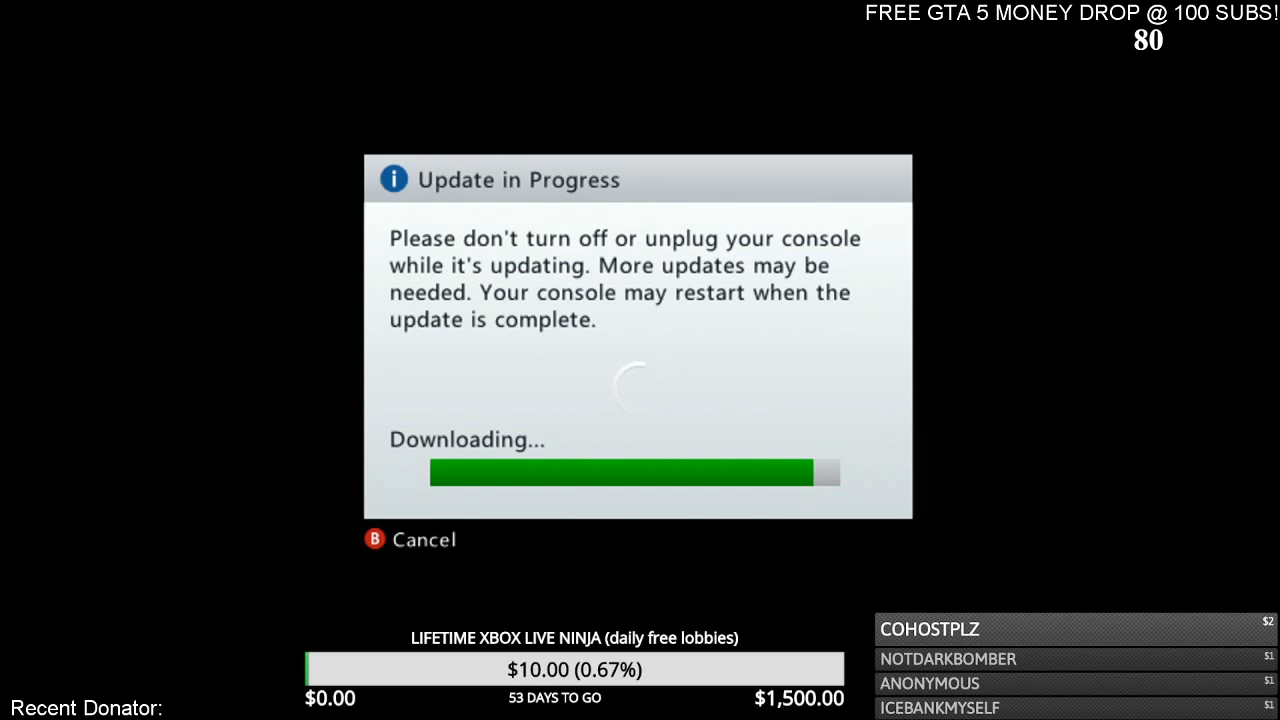 FREE GTA 5 MONEY DROP @ 100 SUBS!
80
Update in Progress
Please don't turn off or unplug your console
while it's updating. More updates may be
needed. Your console may restart when the
update is complete.
Downloading...
B Cancel
LIFETIME XBOX LIVE NINJA (daily free lobbies)
$10.00 (0.67%)
$0.00 53 DAYS TO GO $1,500.00
Recent Donator:
COHOSTPLZ $2
NOTDARKBOMBER $1
ANONYMOUS $1
ICEBANKMYSELF $1